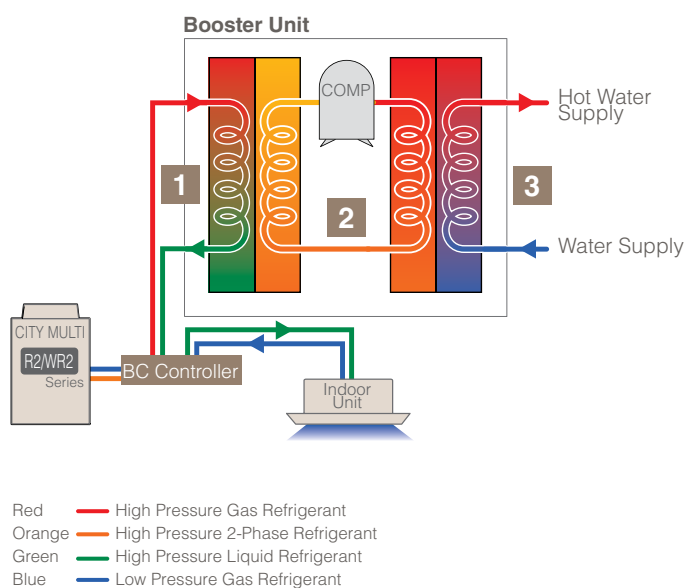 Booster Unit
COMP
Hot Water
Supply
1
3
2
Water Supply
CITY MULTI
R2/WR2
Series
BC Controller
Indoor
Unit
Red High Pressure Gas Refrigerant
Orange High Pressure 2-Phase Refrigerant
Green High Pressure Liquid Refrigerant
Blue Low Pressure Gas Refrigerant